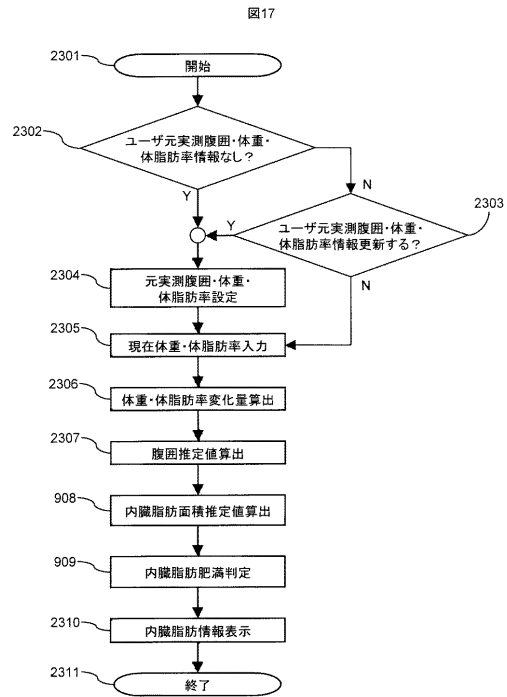 図17
2301
開始
2302
ユーザ元実測腹囲・体重・
体脂肪率情報なし?
N
Y
2303
ユーザ元実測腹囲・体重・
体脂肪率情報更新する?
Y
N
2304
元実測腹囲・体重・
体脂肪率設定
2305
現在体重・体脂肪率入力
2306
体重・体脂肪率変化量算出
2307
腹囲推定値算出
908
内臓脂肪面積推定値算出
909
内臓脂肪肥満判定
2310
内臓脂肪情報表示
2311
終了